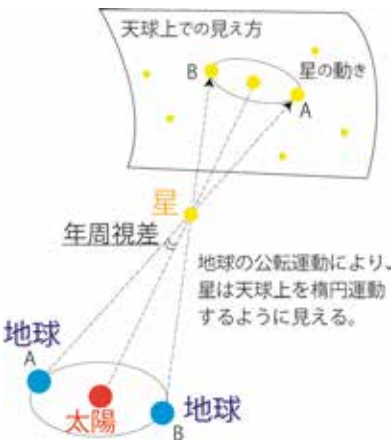 天球上での見え方
B
星の動き
A
星
年周視差
地球の公転運動により、
星は天球上を楕円運動
するように見える。
地球
A
太陽
地球
B